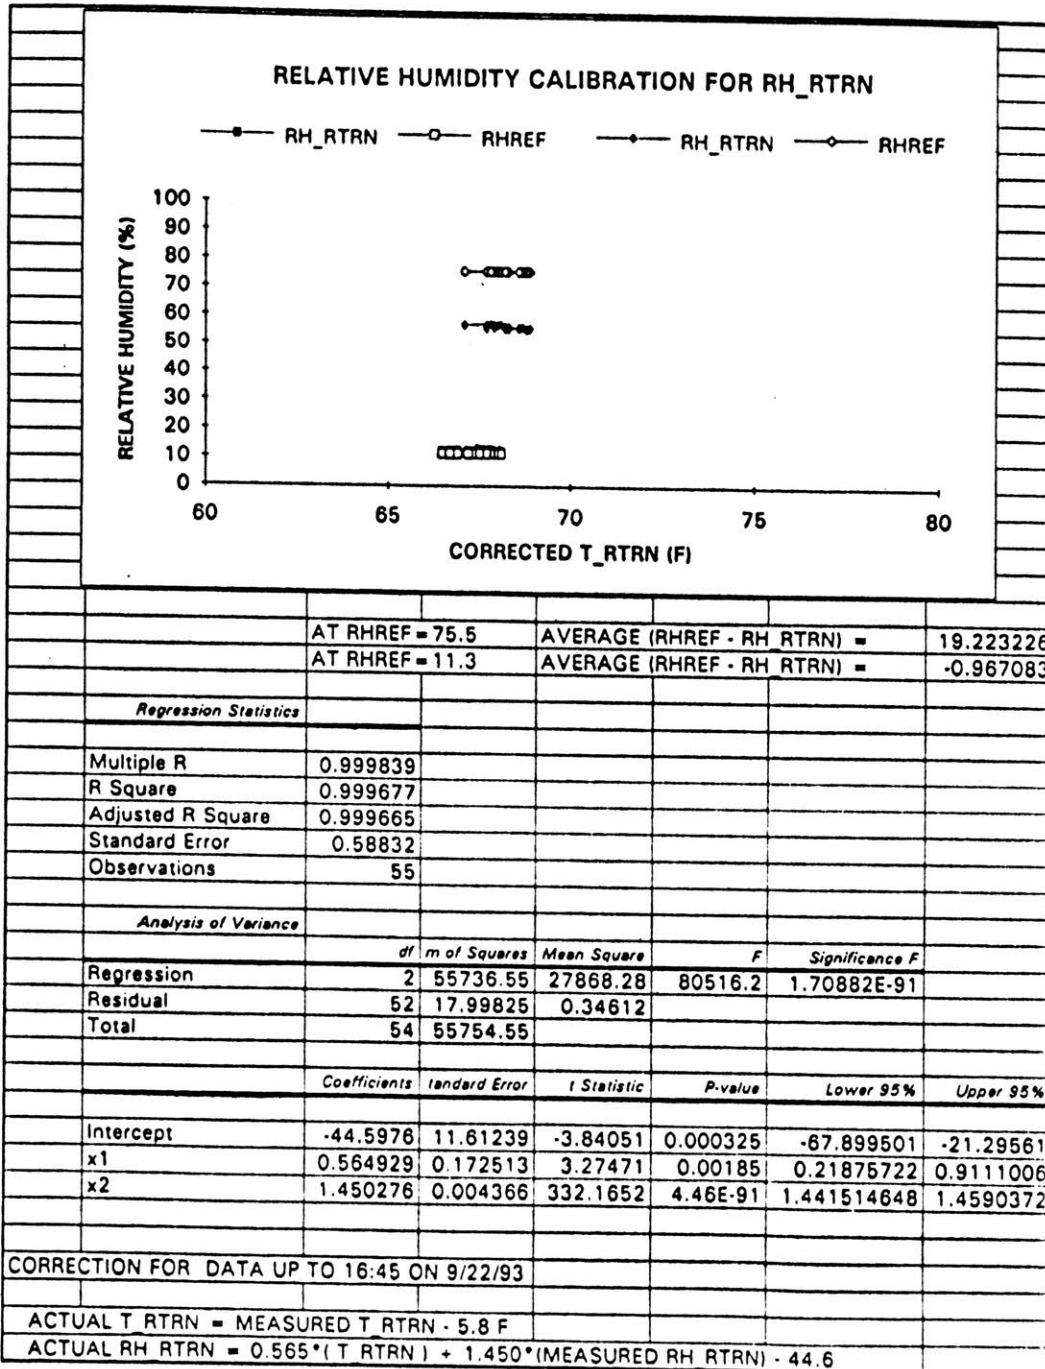 RELATIVE HUMIDITY CALIBRATION FOR RH_RTRN
RH_RTRN RHREF RH_RTRN RHREF
RELATIVE HUMIDITY (%)
100
90
80
70
60
50
40
30
20
10
0
60 65 70 75 80
CORRECTED T_RTRN (F)
AT RHREF = 75.5 AVERAGE (RHREF - RH_RTRN) = 19.223226
AT RHREF = 11.3 AVERAGE (RHREF - RH_RTRN) = -0.967083
Regression Statistics
Multiple R 0.999839
R Square 0.999677
Adjusted R Square 0.999665
Standard Error 0.58832
Observations 55
Analysis of Variance
df m of Squares Mean Square F Significance F
Regression 2 55736.55 27868.28 80516.2 1.70882E-91
Residual 52 17.99825 0.34612
Total 54 55754.55
Coefficients tandard Error t Statistic P-value Lower 95% Upper 95%
Intercept -44.5976 11.61239 -3.84051 0.000325 -67.899501 -21.29561
x1 0.564929 0.172513 3.27471 0.00185 0.21875722 0.9111006
x2 1.450276 0.004366 332.1652 4.46E-91 1.441514648 1.4590372
CORRECTION FOR DATA UP TO 16:45 ON 9/22/93
ACTUAL T_RTRN = MEASURED T_RTRN - 5.8 F
ACTUAL RH_RTRN = 0.565*( T_RTRN ) + 1.450*(MEASURED RH_RTRN) - 44.6